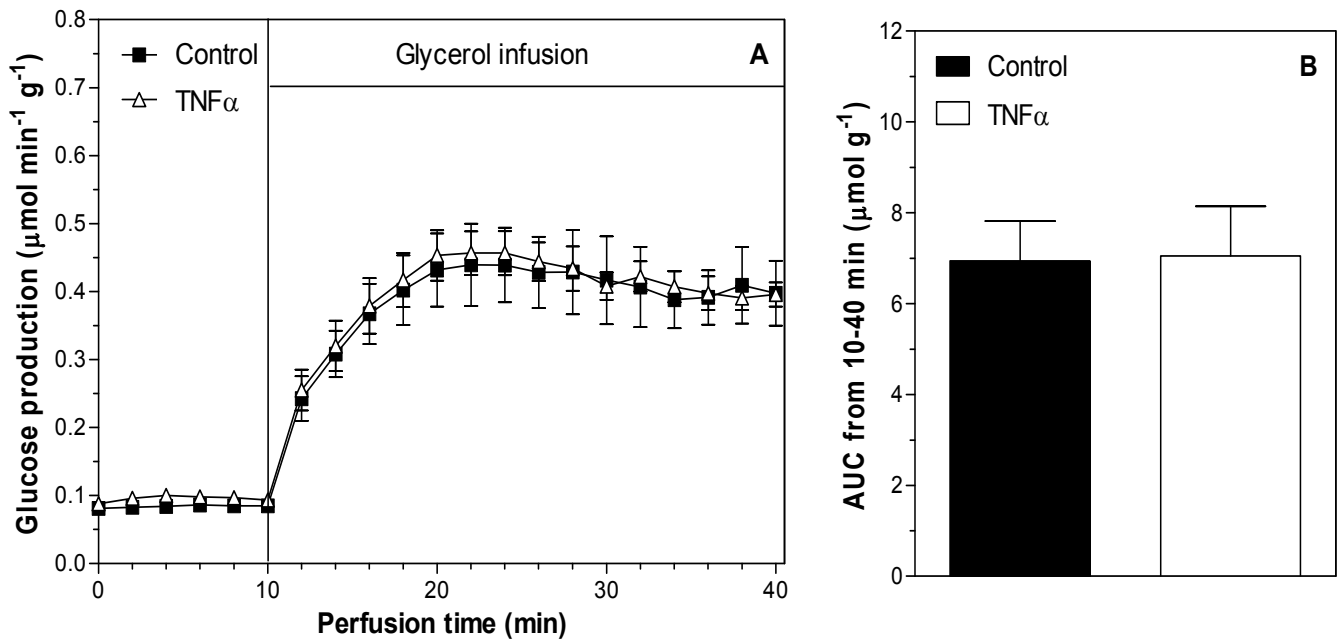 Glucose production (μmol min⁻¹ g⁻¹)
0.8
0.7
0.6
0.5
0.4
0.3
0.2
0.1
0.0
Control
TNFα
Glycerol infusion
A
0
10
20
30
40
Perfusion time (min)
AUC from 10-40 min (μmol g⁻¹)
12
10
8
6
4
2
0
Control
TNFα
B